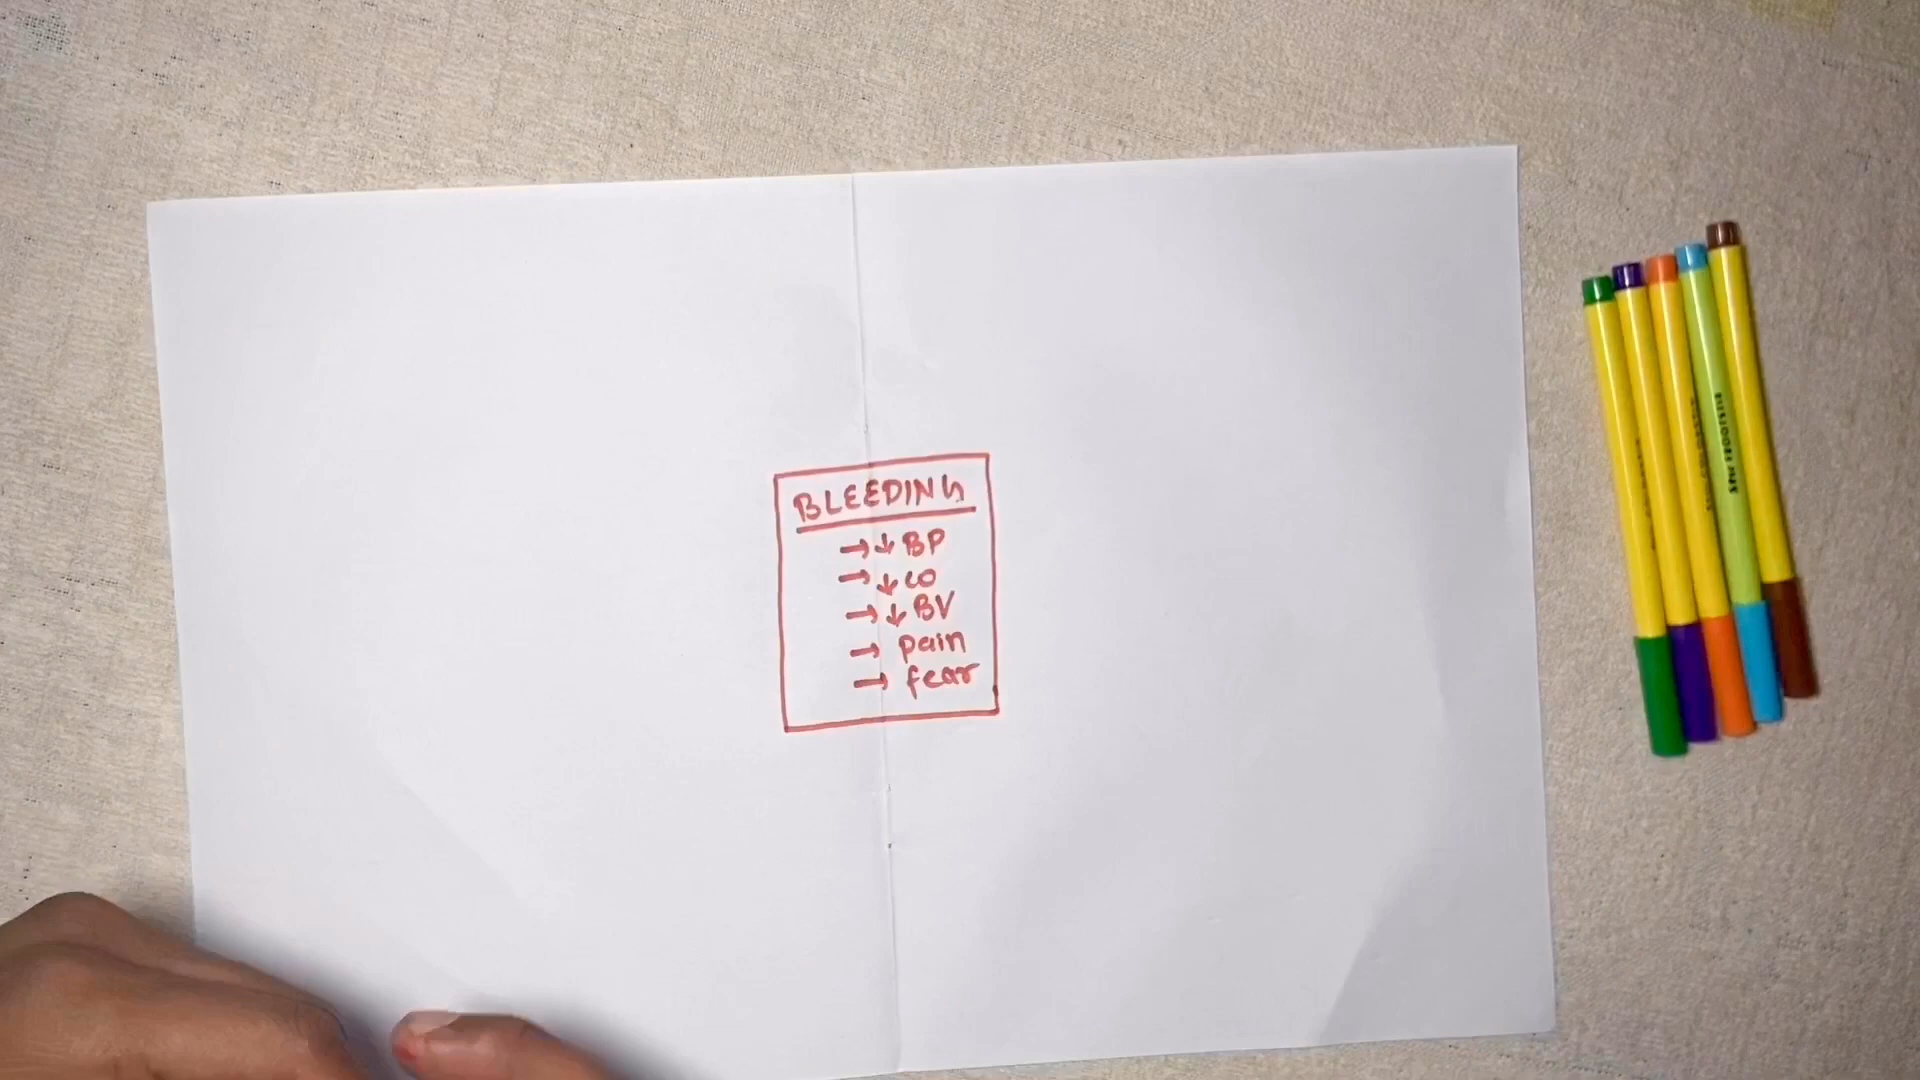 BLEEDING
→ ↓ BP
→ ↓ CO
→ ↓ BV
→ pain
→ fear